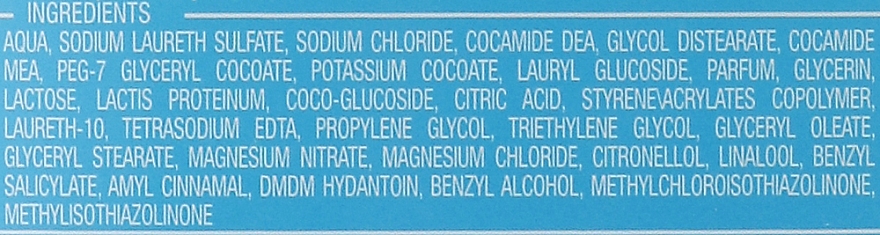 INGREDIENTS
AQUA, SODIUM LAURETH SULFATE, SODIUM CHLORIDE, COCAMIDE DEA, GLYCOL DISTEARATE, COCAMIDE
MEA, PEG-7 GLYCERYL COCOATE, POTASSIUM COCOATE, LAURYL GLUCOSIDE, PARFUM, GLYCERIN,
LACTOSE, LACTIS PROTEINUM, COCO-GLUCOSIDE, CITRIC ACID, STYRENE\ACRYLATES COPOLYMER,
LAURETH-10, TETRASODIUM EDTA, PROPYLENE GLYCOL, TRIETHYLENE GLYCOL, GLYCERYL OLEATE,
GLYCERYL STEARATE, MAGNESIUM NITRATE, MAGNESIUM CHLORIDE, CITRONELLOL, LINALOOL, BENZYL
SALICYLATE, AMYL CINNAMAL, DMDM HYDANTOIN, BENZYL ALCOHOL, METHYLCHLOROISOTHIAZOLINONE,
METHYLISOTHIAZOLINONE